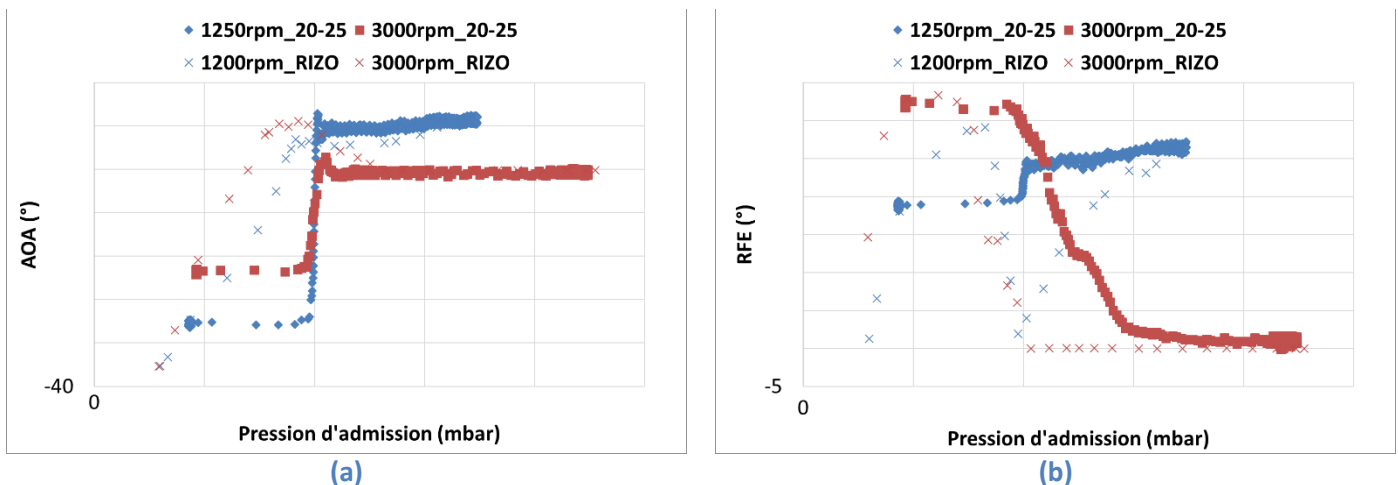 1250rpm_20-25 3000rpm_20-25
1200rpm_RIZO 3000rpm_RIZO
AOA (°)
-40
0
Pression d'admission (mbar)
(a)
1250rpm_20-25 3000rpm_20-25
1200rpm_RIZO 3000rpm_RIZO
RFE (°)
-5
0
Pression d'admission (mbar)
(b)